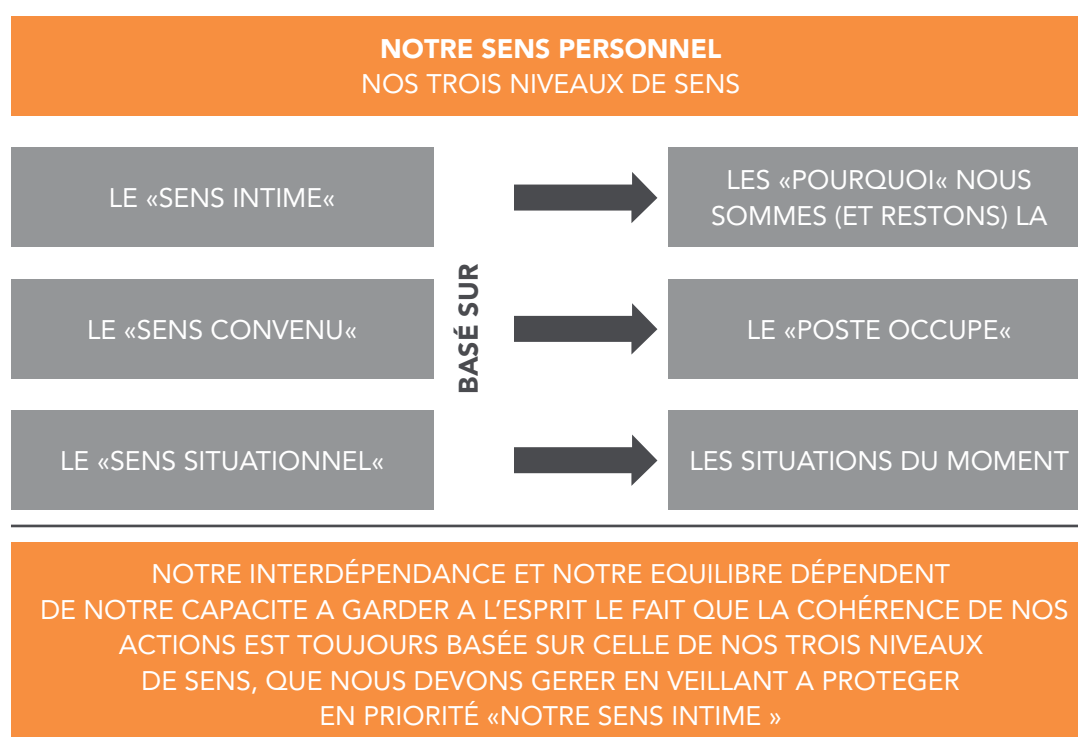 NOTRE SENS PERSONNEL
NOS TROIS NIVEAUX DE SENS
LE «SENS INTIME«
BASÉ SUR
LES «POURQUOI« NOUS
SOMMES (ET RESTONS) LA
LE «SENS CONVENU«
LE «POSTE OCCUPE«
LE «SENS SITUATIONNEL«
LES SITUATIONS DU MOMENT
NOTRE INTERDÉPENDANCE ET NOTRE EQUILIBRE DÉPENDENT
DE NOTRE CAPACITE A GARDER A L’ESPRIT LE FAIT QUE LA COHÉRENCE DE NOS
ACTIONS EST TOUJOURS BASÉE SUR CELLE DE NOS TROIS NIVEAUX
DE SENS, QUE NOUS DEVONS GERER EN VEILLANT A PROTEGER
EN PRIORITÉ «NOTRE SENS INTIME »